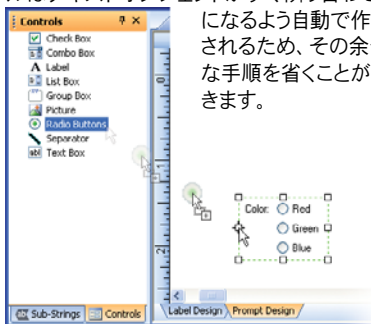 になるよう自動で作
されるため、その余
な手順を省くことが
きます。
Controls
Check Box
Combo Box
Label
List Box
Group Box
Picture
Radio Buttons
Separator
Text Box
Color:
Red
Green
Blue
Sub-Strings
Controls
Label Design
Prompt Design